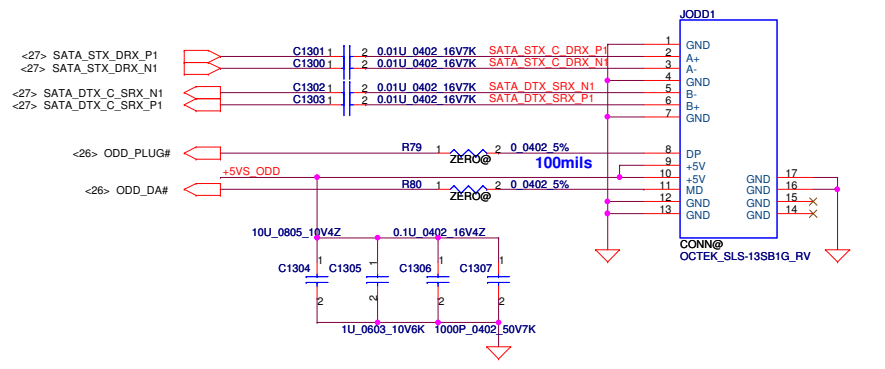 JODD1
<27> SATA_STX_DRX_P1 C1301 1 2 0.01U_0402_16V7K SATA_STX_C_DRX_P1
<27> SATA_STX_DRX_N1 C1300 1 2 0.01U_0402_16V7K SATA_STX_C_DRX_N1
<27> SATA_DTX_C_SRX_N1 C1302 1 2 0.01U_0402_16V7K SATA_DTX_SRX_N1
<27> SATA_DTX_C_SRX_P1 C1303 1 2 0.01U_0402_16V7K SATA_DTX_SRX_P1
1 GND
2 A+
3 A-
4 GND
5 B-
6 B+
7 GND
<26> ODD_PLUG# R79 1 2 0_0402_5%
ZERO@
100mils
8 DP
9 +5V
+5VS_ODD
10 +5V
<26> ODD_DA# R80 1 2 0_0402_5%
ZERO@
11 MD
12 GND
13 GND
GND 17
GND 16
GND 15
GND 14
CONN@
OCTEK_SLS-13SB1G_RV
10U_0805_10V4Z 0.1U_0402_16V4Z
1 1 1 1
C1304 C1305 C1306 C1307
2 2 2 2
1U_0603_10V6K 1000P_0402_50V7K